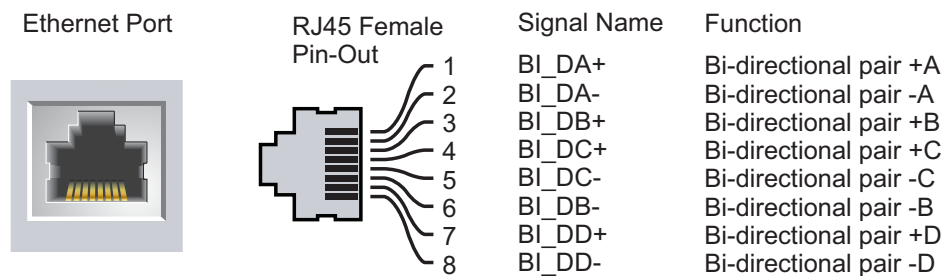 Ethernet Port
RJ45 Female
Pin-Out
Signal Name
Function
1 BI_DA+ Bi-directional pair +A
2 BI_DA- Bi-directional pair -A
3 BI_DB+ Bi-directional pair +B
4 BI_DC+ Bi-directional pair +C
5 BI_DC- Bi-directional pair -C
6 BI_DB- Bi-directional pair -B
7 BI_DD+ Bi-directional pair +D
8 BI_DD- Bi-directional pair -D